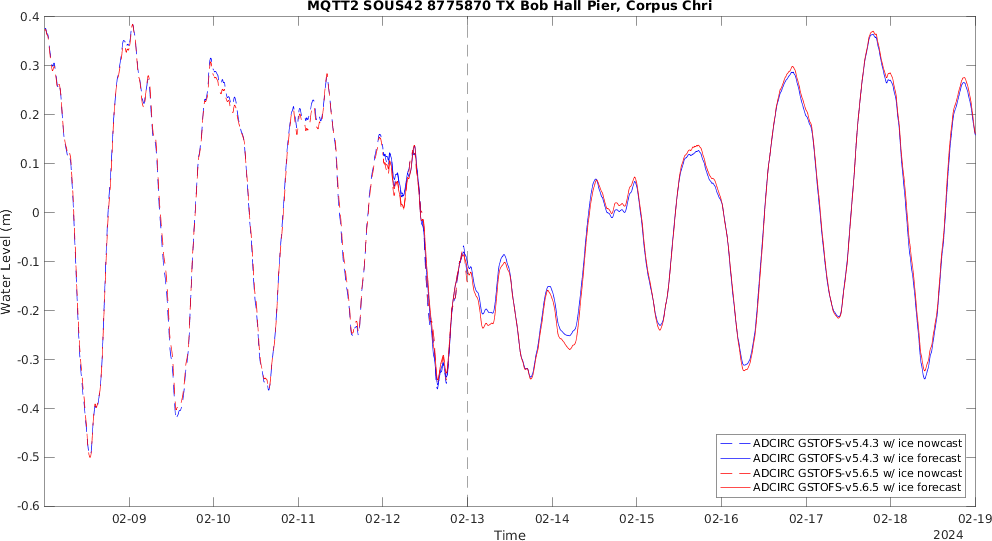 MQTT2 SOUS42 8775870 TX Bob Hall Pier, Corpus Chri
0.4
0.3
0.2
0.1
0
-0.1
-0.2
-0.3
-0.4
-0.5
-0.6
Water Level (m)
ADCIRC GSTOFS-v5.4.3 w/ ice nowcast
ADCIRC GSTOFS-v5.4.3 w/ ice forecast
ADCIRC GSTOFS-v5.6.5 w/ ice nowcast
ADCIRC GSTOFS-v5.6.5 w/ ice forecast
02-09 02-10 02-11 02-12 02-13 02-14 02-15 02-16 02-17 02-18 02-19
Time
2024